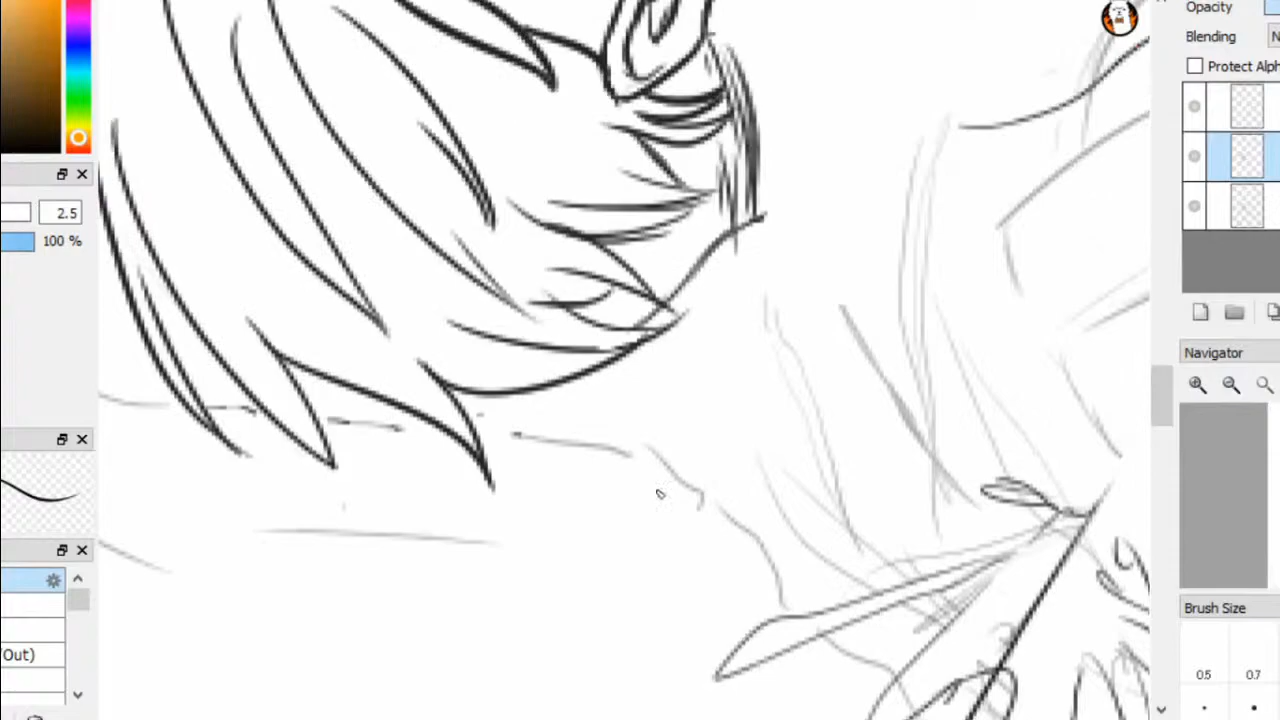 Opacity
Blending N
Protect Alph
2.5
100 %
Navigator
Out)
Brush Size
0.5 0.7